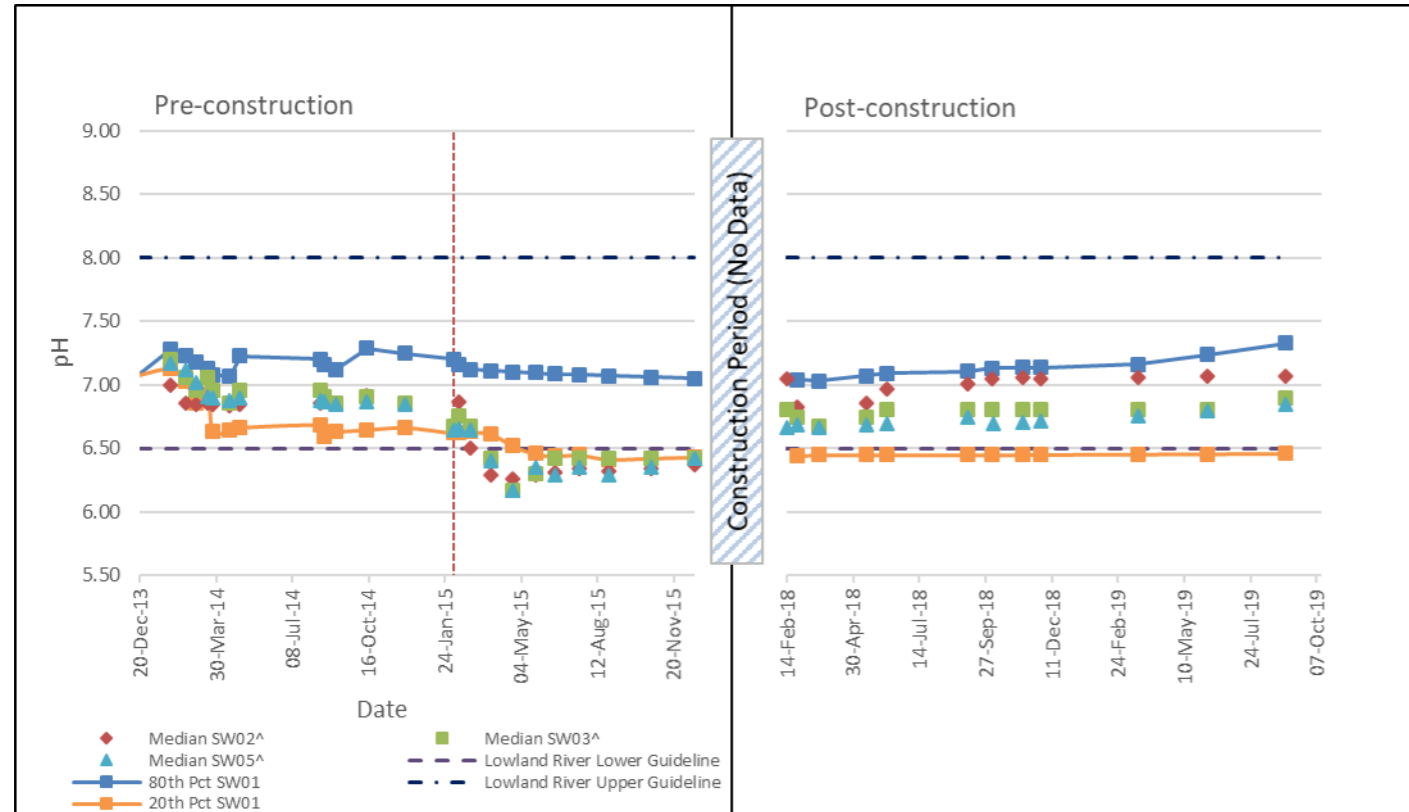 Pre-construction
Post-construction
9.00
8.50
8.00
7.50
7.00
6.50
6.00
5.50
pH
Construction Period (No Data)
20-Dec-13
30-Mar-14
08-Jul-14
16-Oct-14
24-Jan-15
04-May-15
12-Aug-15
20-Nov-15
14-Feb-18
30-Apr-18
14-Jul-18
27-Sep-18
11-Dec-18
24-Feb-19
10-May-19
24-Jul-19
07-Oct-19
Date
Median SW02^
Median SW03^
Median SW05^
Lowland River Lower Guideline
80th Pct SW01
Lowland River Upper Guideline
20th Pct SW01